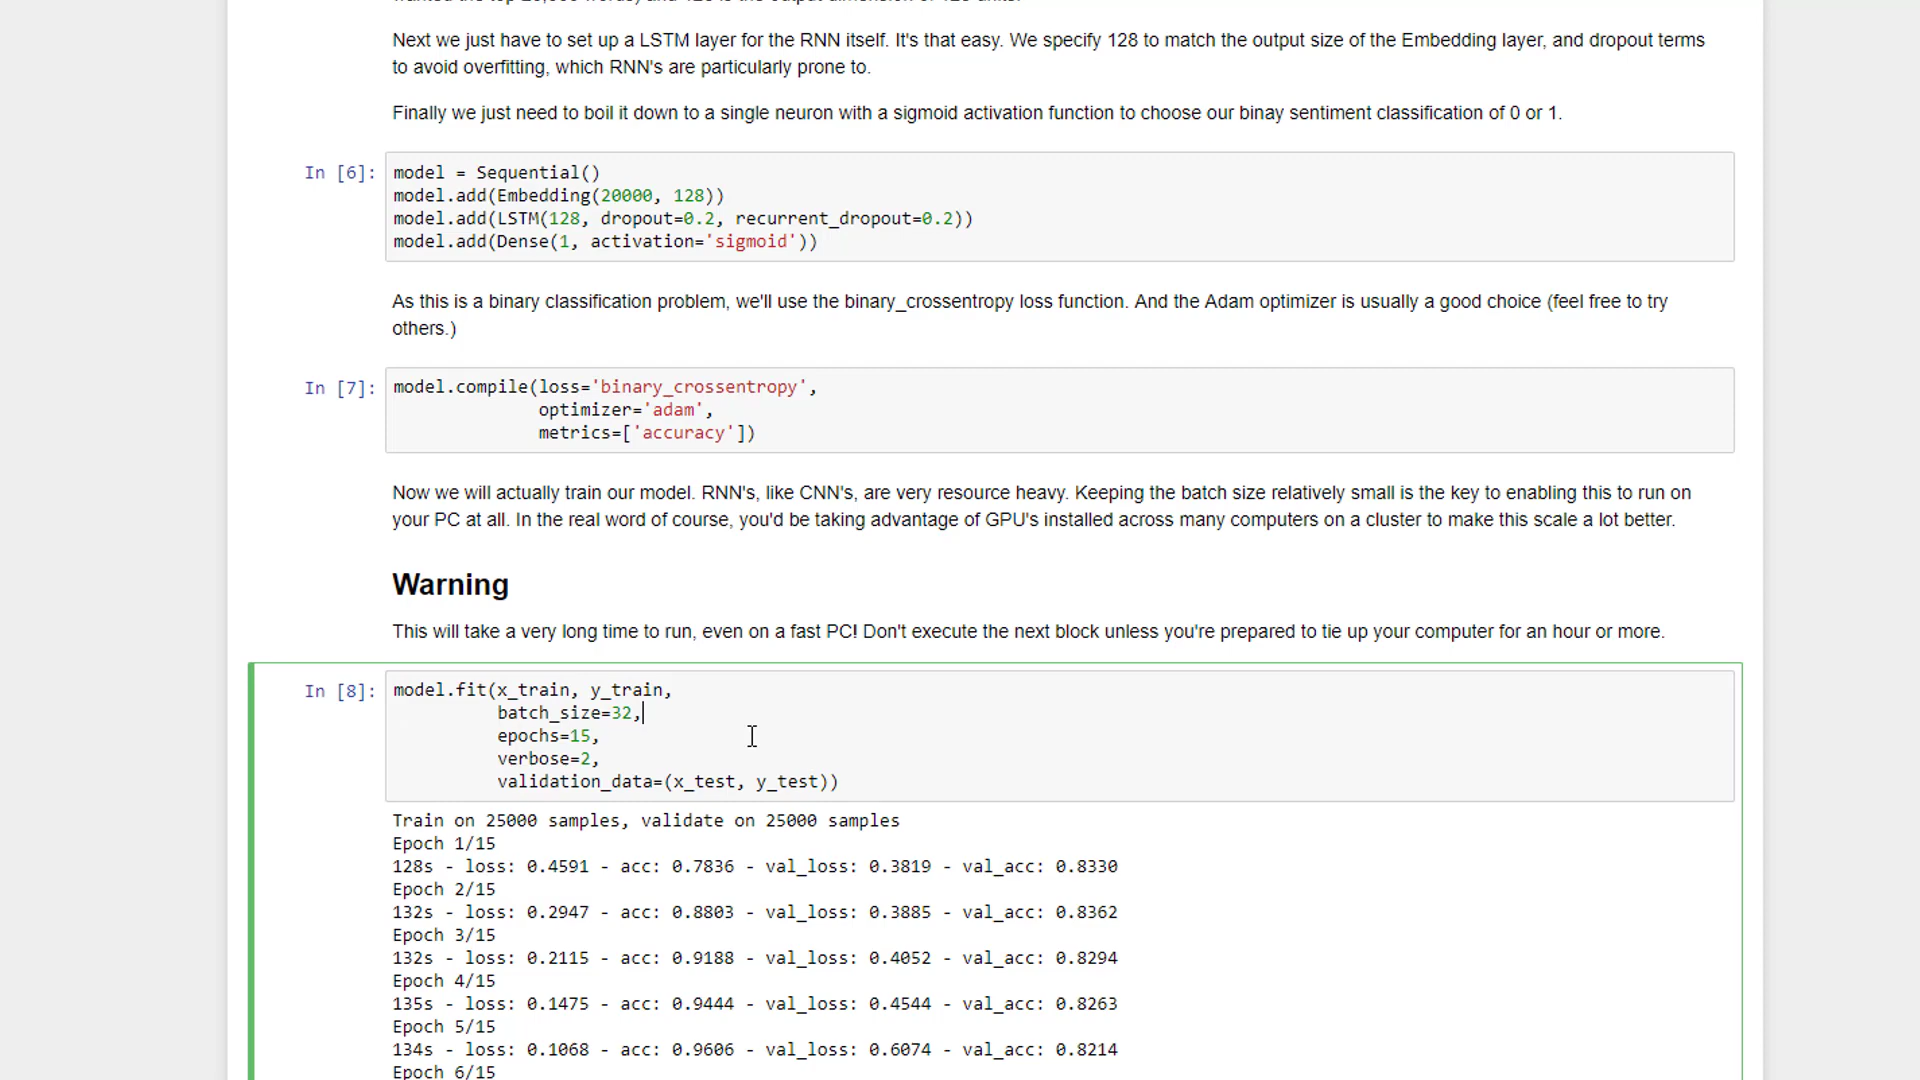 Next we just have to set up a LSTM layer for the RNN itself. It's that easy. We specify 128 to match the output size of the Embedding layer, and dropout terms
to avoid overfitting, which RNN's are particularly prone to.
Finally we just need to boil it down to a single neuron with a sigmoid activation function to choose our binay sentiment classification of 0 or 1.
In [6]: model = Sequential()
model.add(Embedding(20000, 128))
model.add(LSTM(128, dropout=0.2, recurrent_dropout=0.2))
model.add(Dense(1, activation='sigmoid'))
As this is a binary classification problem, we'll use the binary_crossentropy loss function. And the Adam optimizer is usually a good choice (feel free to try
others.)
In [7]: model.compile(loss='binary_crossentropy',
optimizer='adam',
metrics=['accuracy'])
Now we will actually train our model. RNN's, like CNN's, are very resource heavy. Keeping the batch size relatively small is the key to enabling this to run on
your PC at all. In the real word of course, you'd be taking advantage of GPU's installed across many computers on a cluster to make this scale a lot better.
Warning
This will take a very long time to run, even on a fast PC! Don't execute the next block unless you're prepared to tie up your computer for an hour or more.
In [8]: model.fit(x_train, y_train,
batch_size=32,
epochs=15,
verbose=2,
validation_data=(x_test, y_test))
Train on 25000 samples, validate on 25000 samples
Epoch 1/15
128s - loss: 0.4591 - acc: 0.7836 - val_loss: 0.3819 - val_acc: 0.8330
Epoch 2/15
132s - loss: 0.2947 - acc: 0.8803 - val_loss: 0.3885 - val_acc: 0.8362
Epoch 3/15
132s - loss: 0.2115 - acc: 0.9188 - val_loss: 0.4052 - val_acc: 0.8294
Epoch 4/15
135s - loss: 0.1475 - acc: 0.9444 - val_loss: 0.4544 - val_acc: 0.8263
Epoch 5/15
134s - loss: 0.1068 - acc: 0.9606 - val_loss: 0.6074 - val_acc: 0.8214
Epoch 6/15